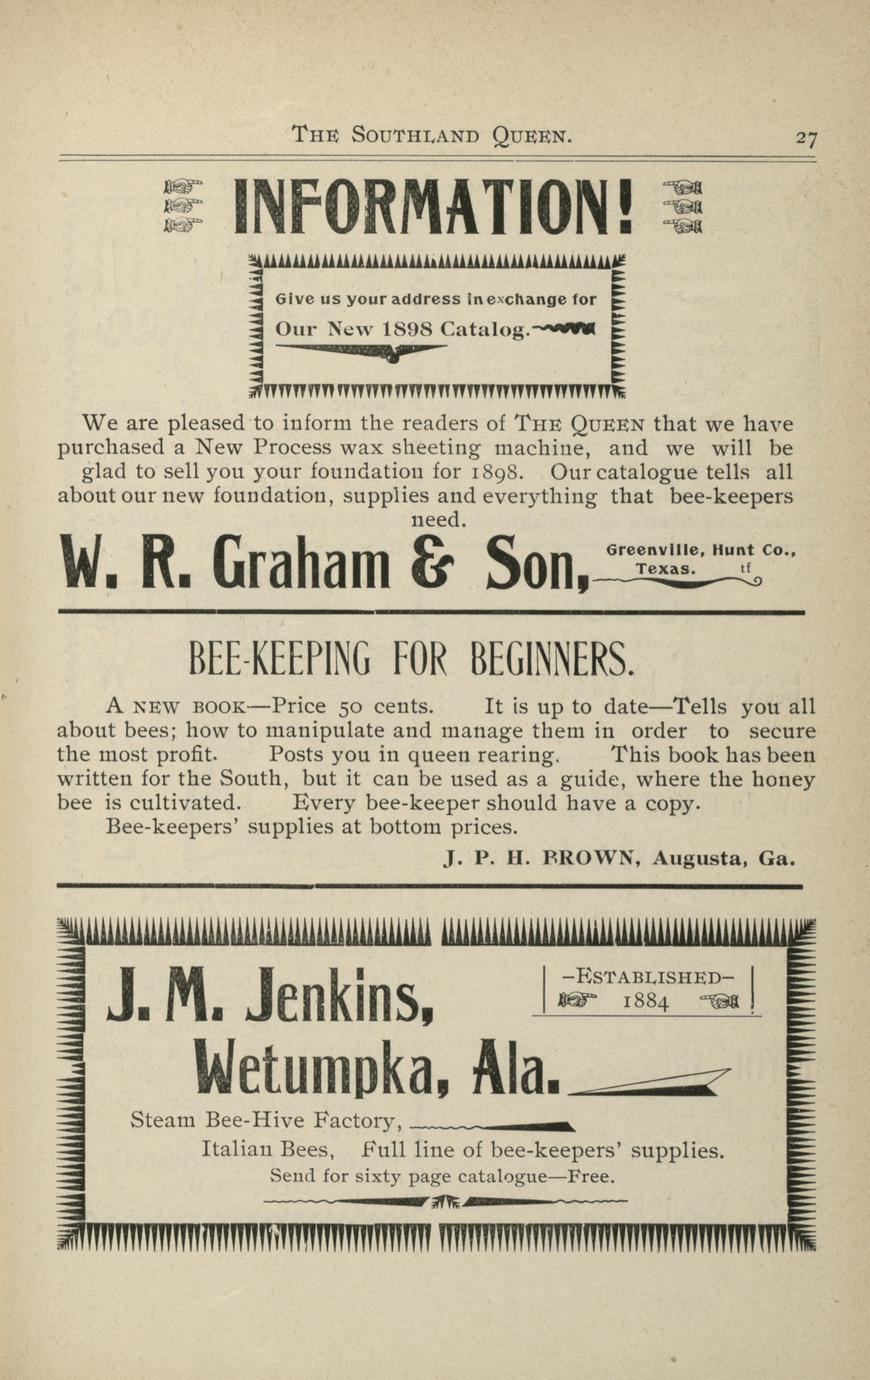 THE SOUTHLAND QUEEN. 27
INFORMATION!
Give us your address in exchange for
Our New 1898 Catalog.
We are pleased to inform the readers of THE QUEEN that we have
purchased a New Process wax sheeting machine, and we will be
glad to sell you your foundation for 1898. Our catalogue tells all
about our new foundation, supplies and everything that bee-keepers
need.
W. R. Graham & Son, Greenville, Hunt Co.,
Texas. tf
BEE-KEEPING FOR BEGINNERS.
A NEW BOOK—Price 50 cents. It is up to date—Tells you all
about bees; how to manipulate and manage them in order to secure
the most profit. Posts you in queen rearing. This book has been
written for the South, but it can be used as a guide, where the honey
bee is cultivated. Every bee-keeper should have a copy.
Bee-keepers' supplies at bottom prices.
J. P. H. BROWN, Augusta, Ga.
J. M. Jenkins,
–ESTABLISHED–
1884
Wetumpka, Ala.
Steam Bee-Hive Factory,
Italian Bees, Full line of bee-keepers' supplies.
Send for sixty page catalogue—Free.